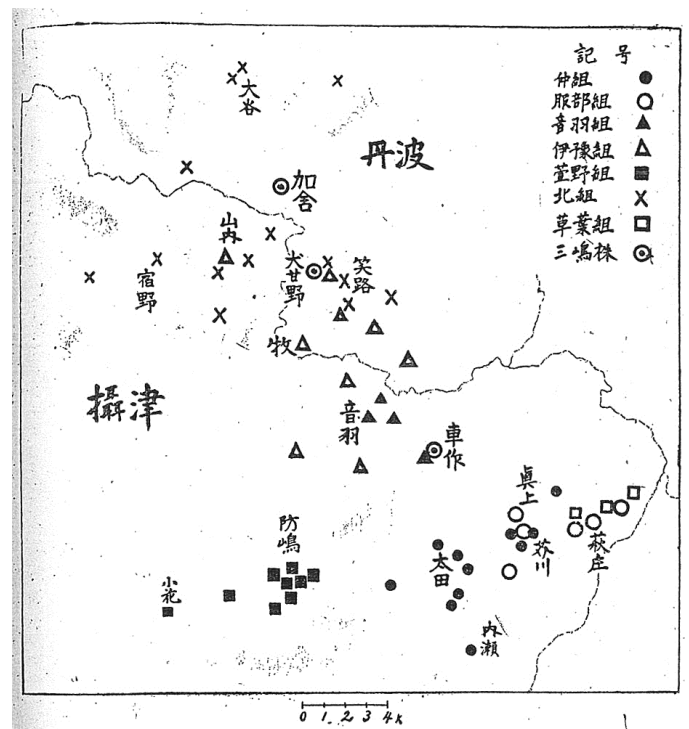 記号
仲組
服部組
音羽組
伊豫組
萱野組
北組
草葉組
三嶋株
大谷
丹波
加舎
山内
犬甘野
笑路
宿野
牧
攝津
音羽
車作
眞上
防嶋
太田
芥川
萩庄
小花
内瀬
0 1 2 3 4k